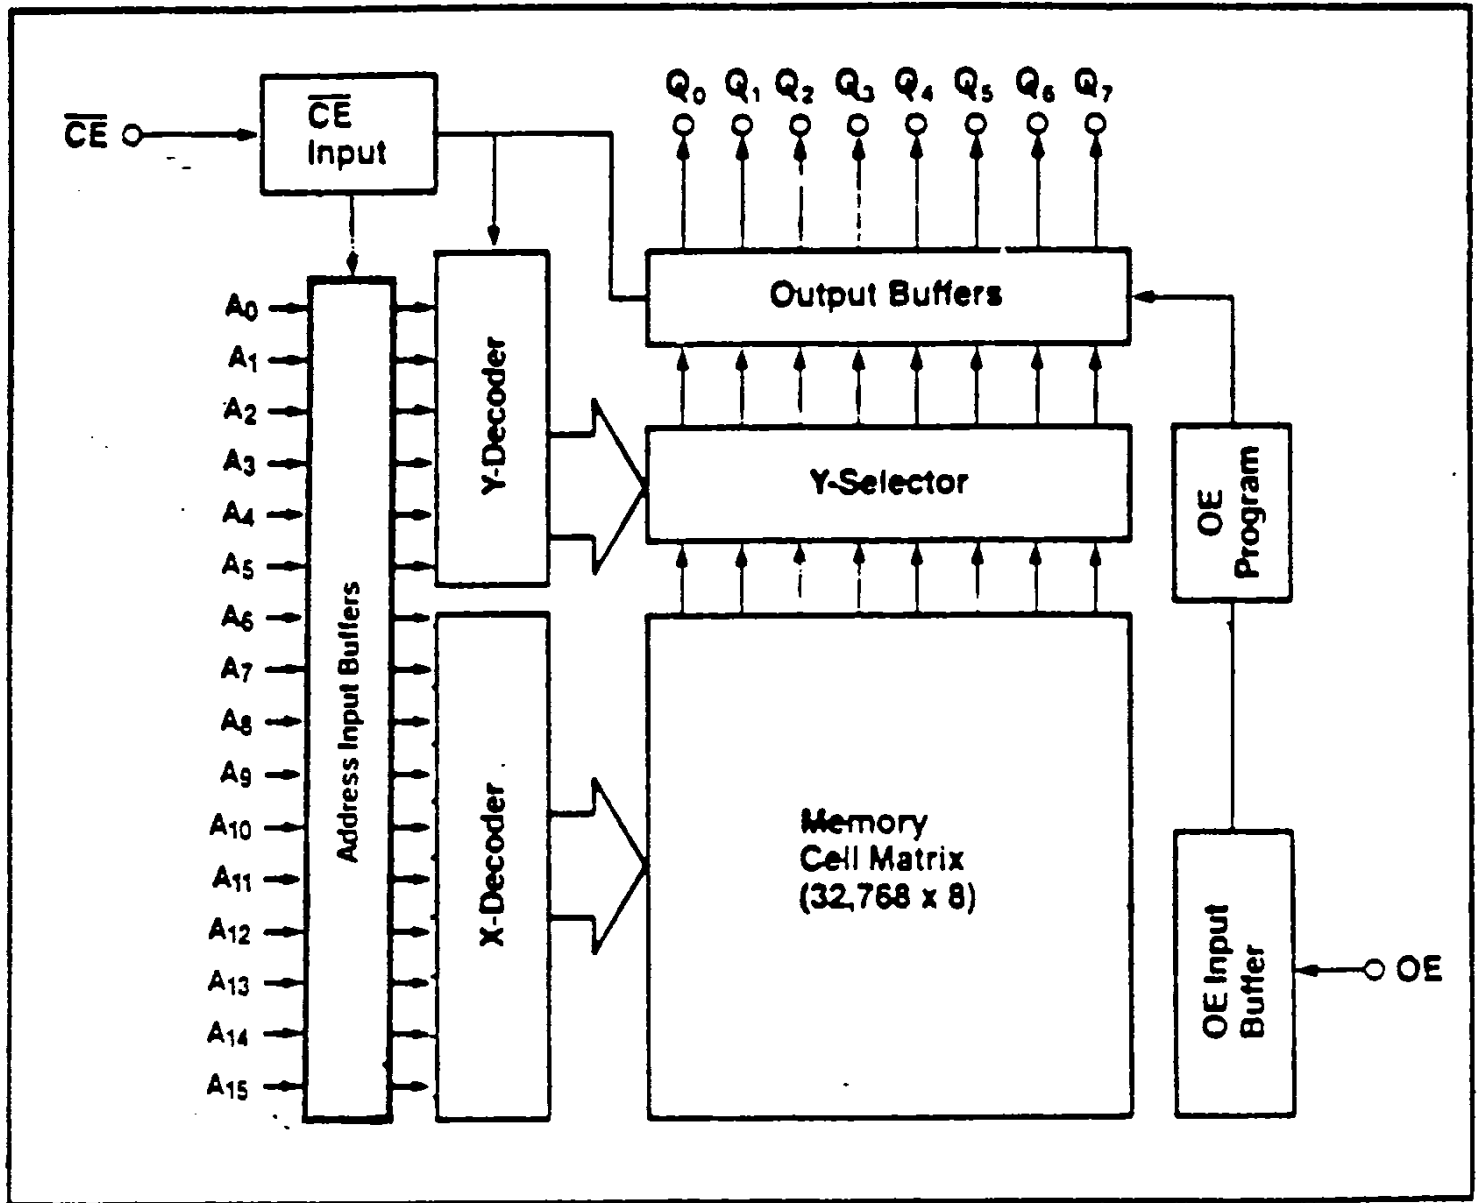 CE
CE
Input
Q0 Q1 Q2 Q3 Q4 Q5 Q6 Q7
Output Buffers
A0
A1
A2
A3
A4
A5
A6
A7
A8
A9
A10
A11
A12
A13
A14
A15
Address Input Buffers
Y-Decoder
Y-Selector
OE
Program
X-Decoder
Memory
Cell Matrix
(32,768 x 8)
OE Input
Buffer
OE